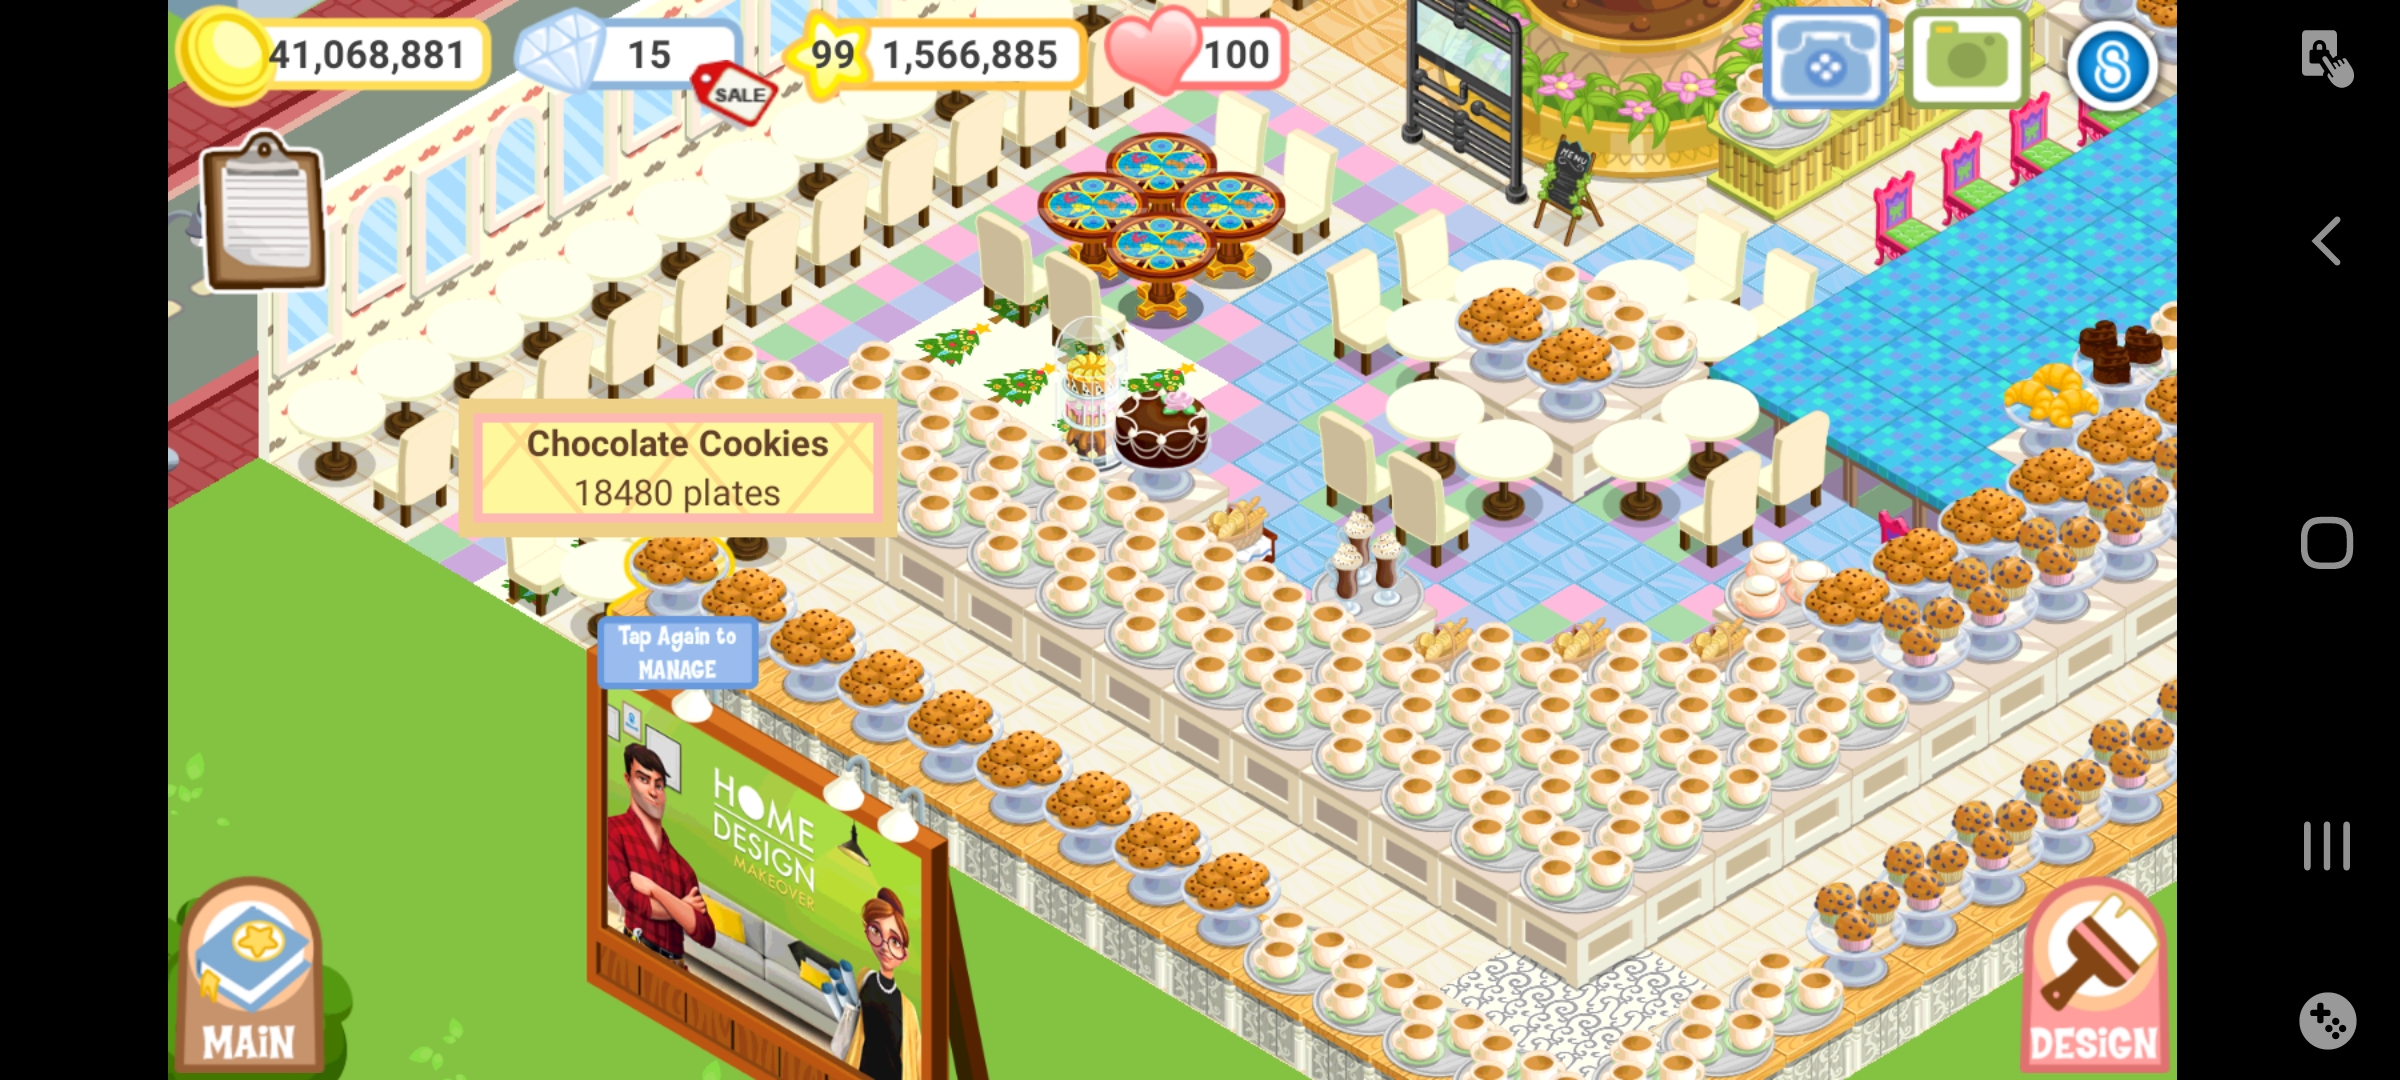 41,068,881
15
SALE
99
1,566,885
100
MENU
Chocolate Cookies
18480 plates
Tap Again to
MANAGE
HOME
DESIGN
MAKEOVER
MAiN
DESiGN